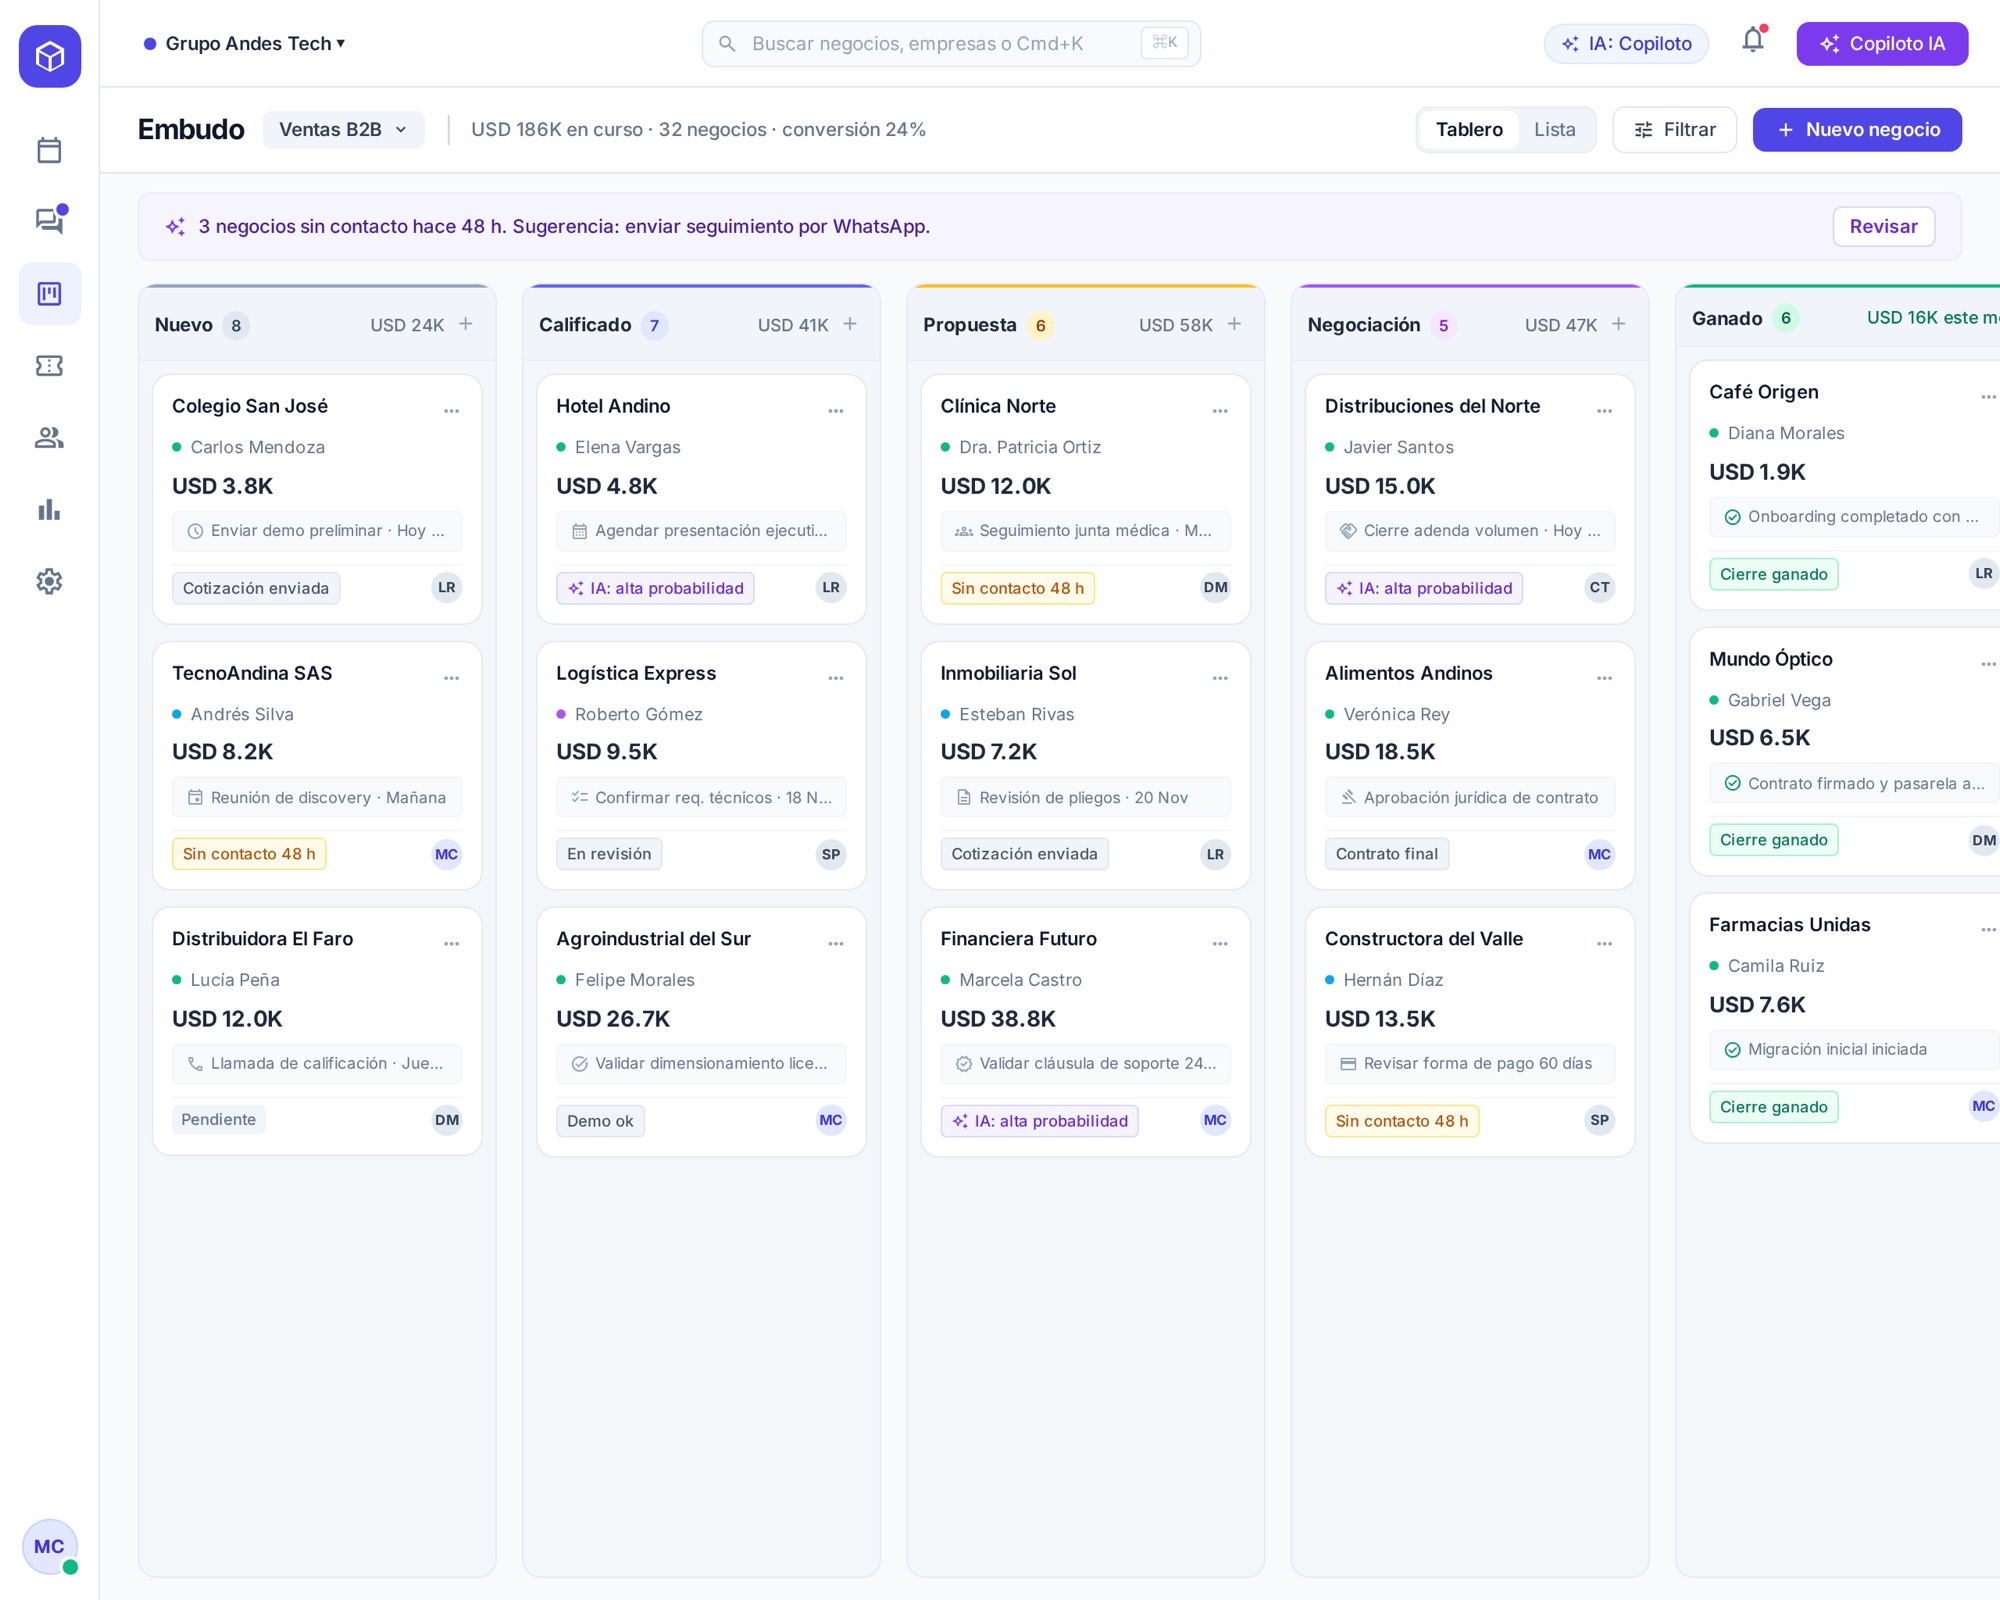 Grupo Andes Tech ▾
Buscar negocios, empresas o Cmd+K
⌘K
IA: Copiloto
Copiloto IA
Embudo
Ventas B2B
USD 186K en curso · 32 negocios · conversión 24%
Tablero
Lista
Filtrar
Nuevo negocio
3 negocios sin contacto hace 48 h. Sugerencia: enviar seguimiento por WhatsApp.
Revisar
Nuevo 8 USD 24K +
Colegio San José
Carlos Mendoza
USD 3.8K
Enviar demo preliminar · Hoy ...
Cotización enviada LR
TecnoAndina SAS
Andrés Silva
USD 8.2K
Reunión de discovery · Mañana
Sin contacto 48 h MC
Distribuidora El Faro
Lucía Peña
USD 12.0K
Llamada de calificación · Jue...
Pendiente DM
Calificado 7 USD 41K +
Hotel Andino
Elena Vargas
USD 4.8K
Agendar presentación ejecuti...
IA: alta probabilidad LR
Logística Express
Roberto Gómez
USD 9.5K
Confirmar req. técnicos · 18 N...
En revisión SP
Agroindustrial del Sur
Felipe Morales
USD 26.7K
Validar dimensionamiento lice...
Demo ok MC
Propuesta 6 USD 58K +
Clínica Norte
Dra. Patricia Ortiz
USD 12.0K
Seguimiento junta médica · M...
Sin contacto 48 h DM
Inmobiliaria Sol
Esteban Rivas
USD 7.2K
Revisión de pliegos · 20 Nov
Cotización enviada LR
Financiera Futuro
Marcela Castro
USD 38.8K
Validar cláusula de soporte 24...
IA: alta probabilidad MC
Negociación 5 USD 47K +
Distribuciones del Norte
Javier Santos
USD 15.0K
Cierre adenda volumen · Hoy ...
IA: alta probabilidad CT
Alimentos Andinos
Verónica Rey
USD 18.5K
Aprobación jurídica de contrato
Contrato final MC
Constructora del Valle
Hernán Díaz
USD 13.5K
Revisar forma de pago 60 días
Sin contacto 48 h SP
Ganado 6 USD 16K este m
Café Origen
Diana Morales
USD 1.9K
Onboarding completado con ...
Cierre ganado LR
Mundo Óptico
Gabriel Vega
USD 6.5K
Contrato firmado y pasarela a...
Cierre ganado DM
Farmacias Unidas
Camila Ruiz
USD 7.6K
Migración inicial iniciada
Cierre ganado MC
MC